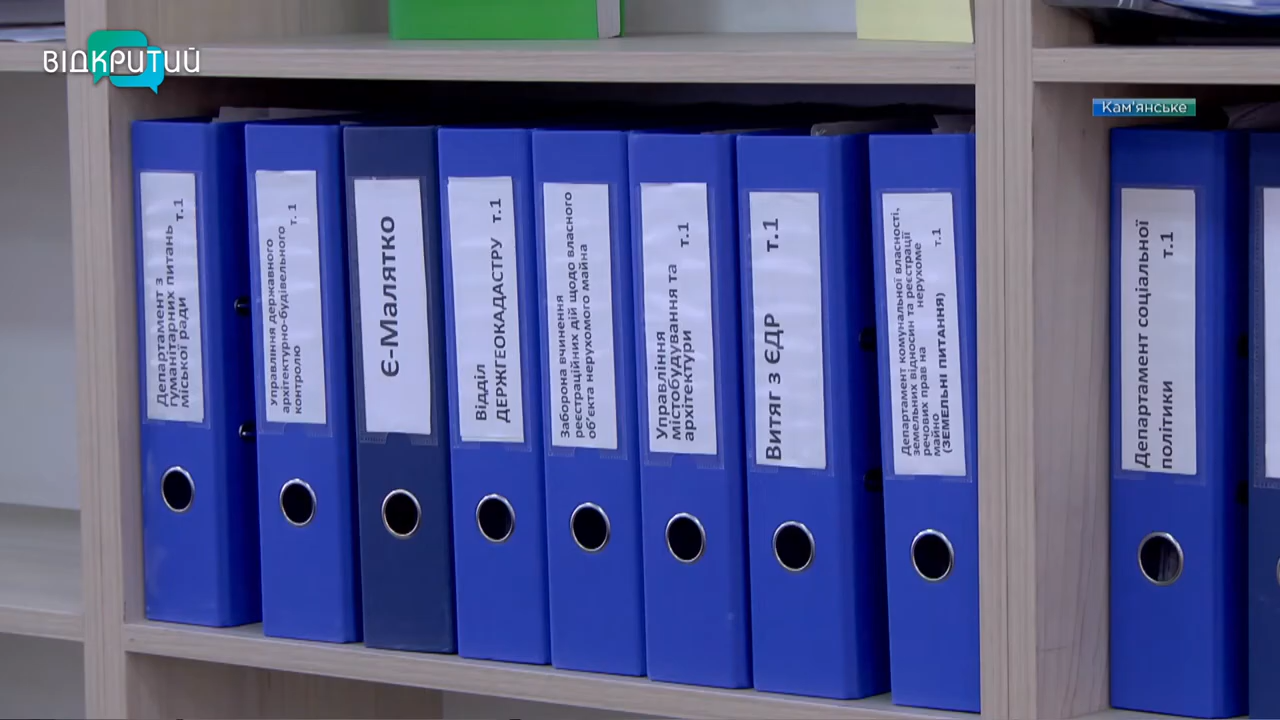 ВІДКРИТИЙ
Кам'янське
Департамент з
гуманітарних питань
міської ради
т.1
Управління державного
архітектурно-будівельного
контролю
т. 1
Є-Малятко
Відділ
ДЕРЖГЕОКАДАСТРУ т.1
Заборона вчинення
реєстраційних дій щодо власного
об'єкта нерухомого майна
Управління
містобудування та
архітектури
т.1
Витяг з ЄДР т.1
Департамент комунальної власності,
земельних відносин та реєстрації
речових прав на нерухоме
майно
(ЗЕМЕЛЬНІ ПИТАННЯ)
т.1
Департамент соціальної
політики
т.1